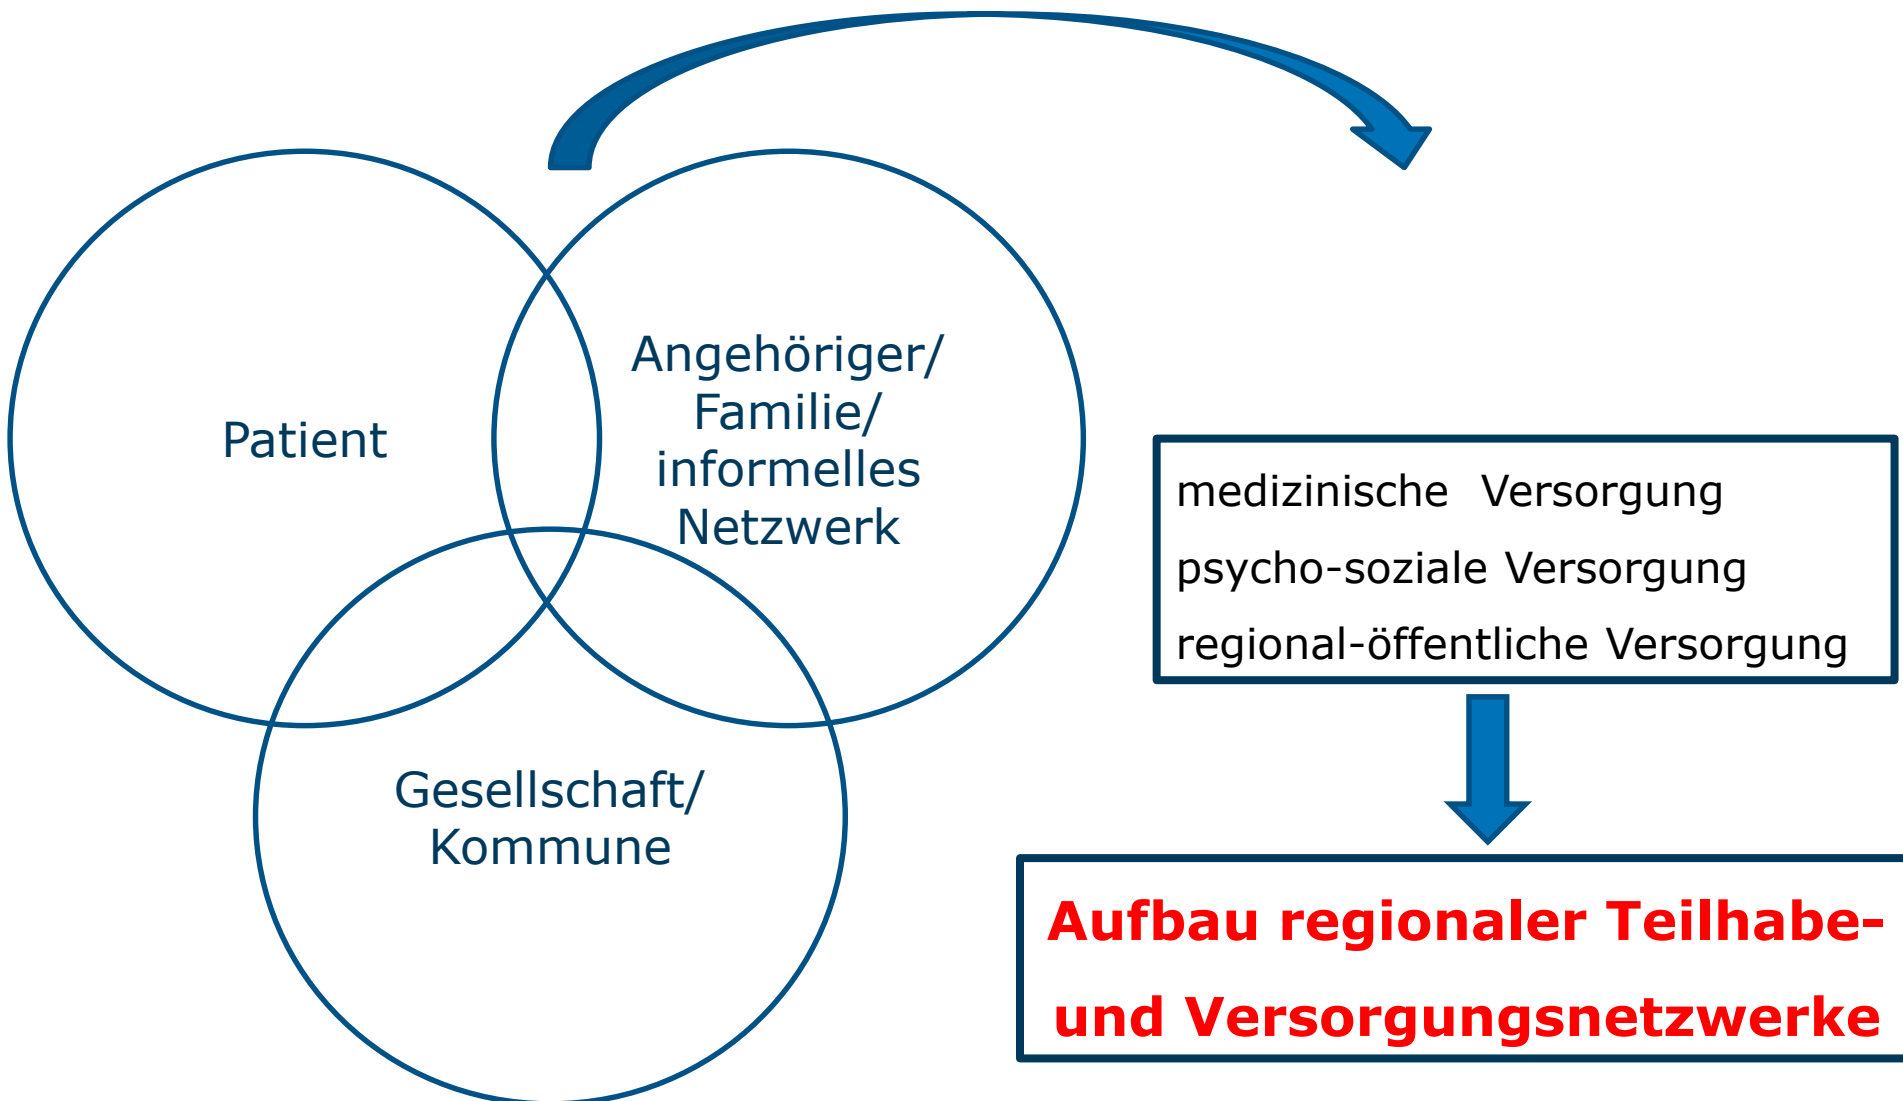 Patient
Angehöriger/
Familie/
informelles
Netzwerk
Gesellschaft/
Kommune
medizinische  Versorgung
psycho-soziale Versorgung
regional-öffentliche Versorgung
Aufbau regionaler Teilhabe-
und Versorgungsnetzwerke